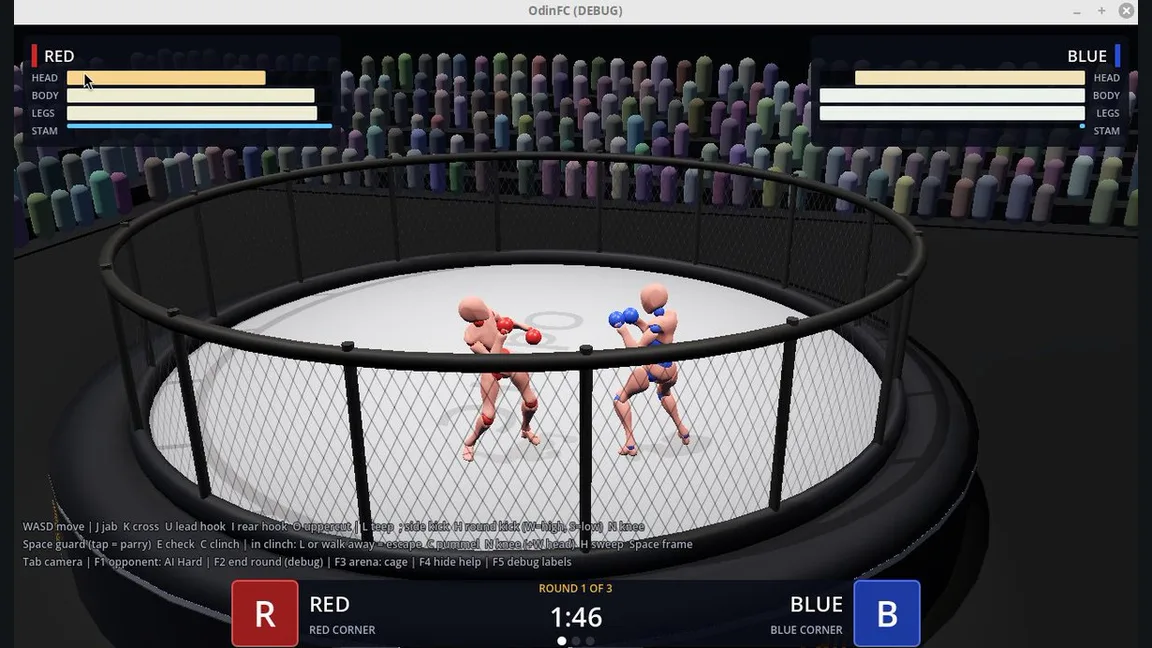 OdinFC (DEBUG)
RED
HEAD
BODY
LEGS
STAM
BLUE
HEAD
BODY
LEGS
STAM
WASD move | J jab K cross U lead hook I rear hook O uppercut | L teep ; side kick H round kick (W=high, S=low) N knee
Space guard (tap = parry) E check C clinch | in clinch: L or walk away = escape C pummel N knee (+W head) H sweep Space frame
Tab camera | F1 opponent: AI Hard | F2 end round (debug) | F3 arena: cage | F4 hide help | F5 debug labels
R
RED
RED CORNER
ROUND 1 OF 3
1:46
BLUE
BLUE CORNER
B